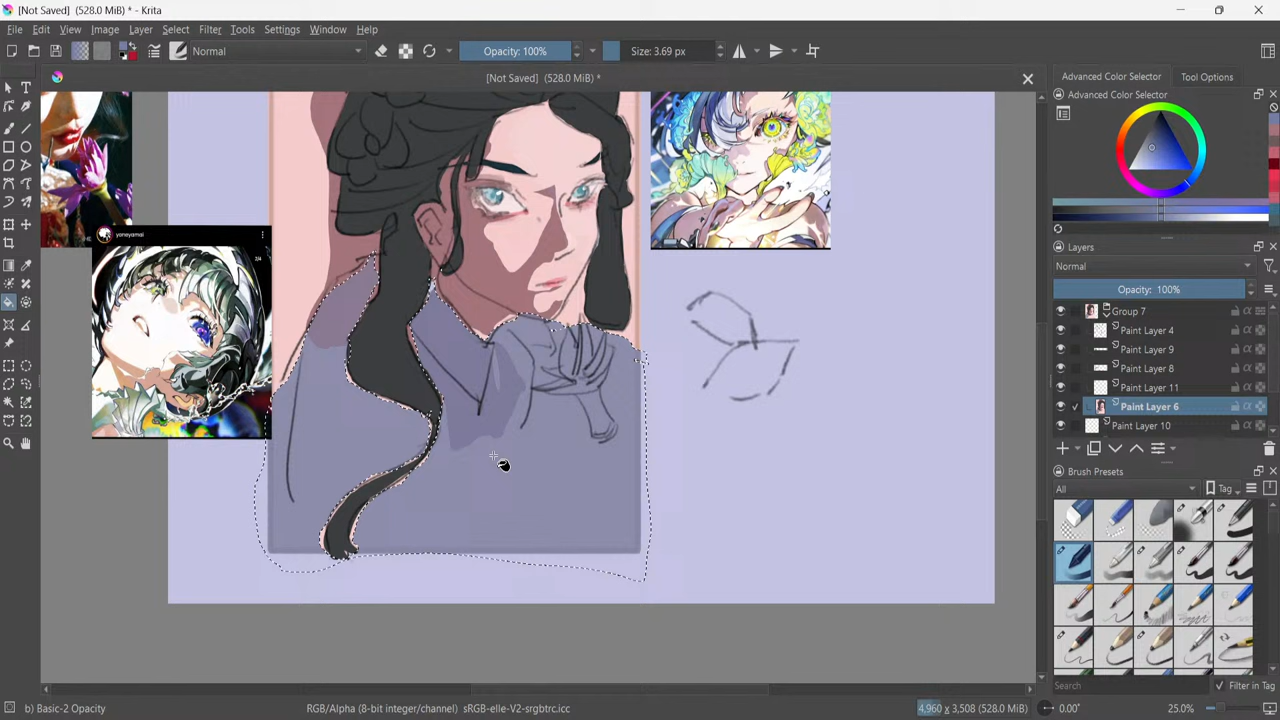 [Not Saved] (528.0 MiB) * - Krita
File Edit View Image Layer Select Filter Tools Settings Window Help
Normal
Opacity: 100%
Size: 3.69 px
[Not Saved] (528.0 MiB) *
Advanced Color Selector
Tool Options
Advanced Color Selector
yoneyamai
2/4
Layers
Normal
Opacity: 100%
Group 7
Paint Layer 4
Paint Layer 9
Paint Layer 8
Paint Layer 11
Paint Layer 6
Paint Layer 10
Brush Presets
All
Tag
Search
Filter in Tag
b) Basic-2 Opacity
RGB/Alpha (8-bit integer/channel) sRGB-elle-V2-srgbtrc.icc
4,960 x 3,508 (528.0 MiB)
0.00°
25.0%